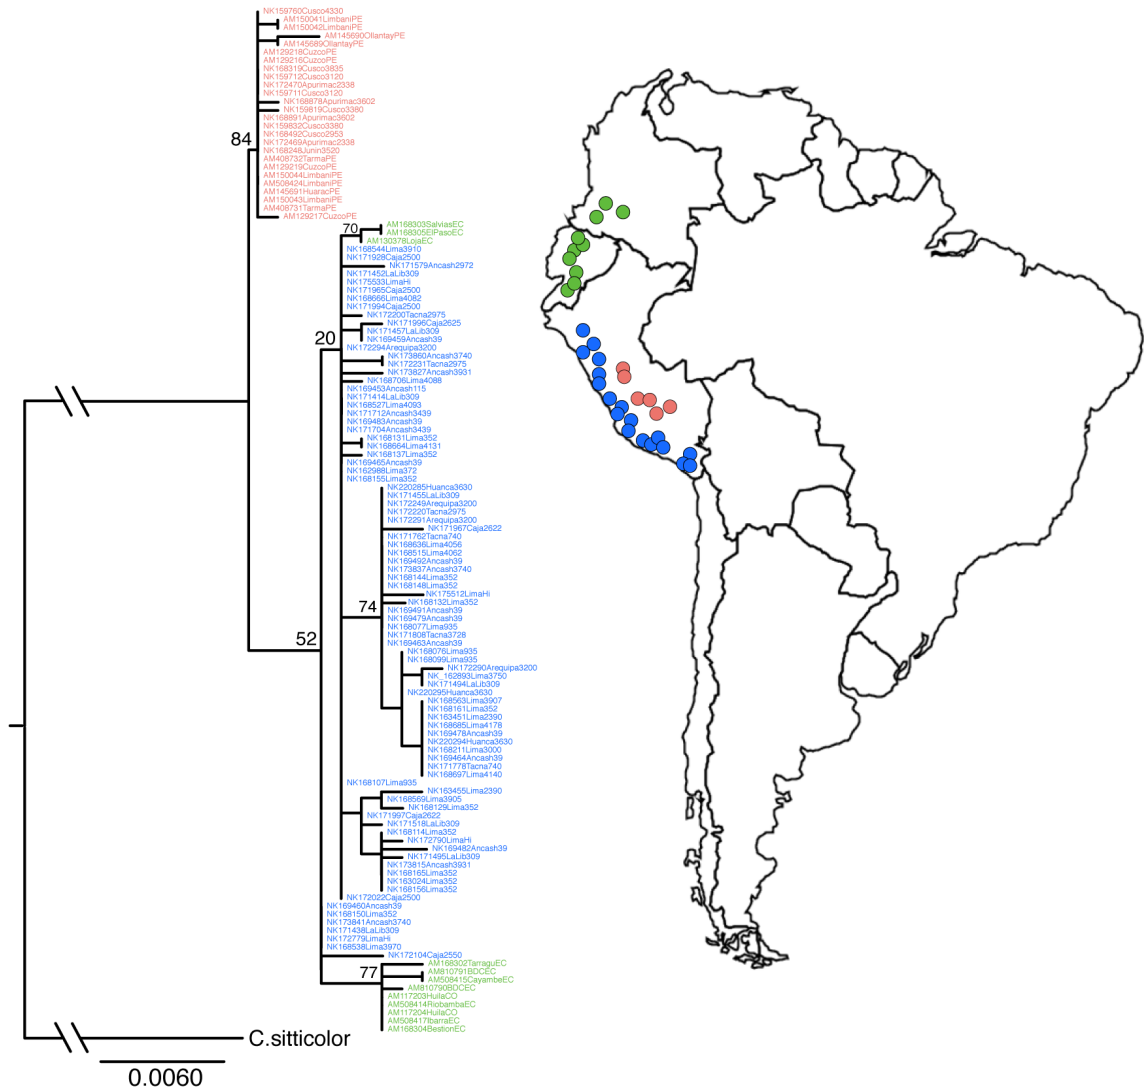 NK159760Cusco4330
AM150041LimbaniPE
AM150042LimbaniPE
AM145690OllantayPE
AM145689OllantayPE
AM129218CuzcoPE
AM129216CuzcoPE
NK168319Cusco3835
NK159712Cusco3120
NK172470Apurimac2338
NK159711Cusco3120
NK168878Apurimac3602
NK159819Cusco3380
NK168891Apurimac3602
NK159832Cusco3380
NK168492Cusco2953
84
NK172469Apurimac2338
NK168248Junin3520
AM408732TarmaPE
AM129219CuzcoPE
AM150044LimbaniPE
AM508424LimbaniPE
AM145691HuaracPE
AM150043LimbaniPE
AM408731TarmaPE
AM129217CuzcoPE
AM168303SalviasEC
70
AM168305ElPasoEC
AM130378LojaEC
NK168544Lima3910
NK171928Caja2500
NK171579Ancash2972
NK171452LaLib309
NK175533LimaHi
NK171965Caja2500
NK168666Lima4082
NK171994Caja2500
NK172200Tacna2975
NK171996Caja2625
NK171457LaLib309
20
NK169459Ancash39
NK172294Arequipa3200
NK173860Ancash3740
NK172231Tacna2975
NK173827Ancash3931
NK168706Lima4088
NK169453Ancash115
NK171414LaLib309
NK168527Lima4093
NK171712Ancash3439
NK169483Ancash39
NK171704Ancash3439
NK168131Lima352
NK168664Lima4131
NK168137Lima352
NK169465Ancash39
NK162988Lima372
NK168155Lima352
NK220285Huanca3630
NK171455LaLib309
NK172249Arequipa3200
NK172220Tacna2975
NK172291Arequipa3200
NK171967Caja2622
NK171762Tacna740
NK168636Lima4056
NK168515Lima4062
NK169492Ancash39
NK173837Ancash3740
NK168144Lima352
NK168148Lima352
NK175512LimaHi
NK168132Lima352
74
NK169491Ancash39
NK169479Ancash39
NK168077Lima935
NK171808Tacna3728
52
NK169463Ancash39
NK168076Lima935
NK168099Lima935
NK172290Arequipa3200
NK_162893Lima3750
NK171494LaLib309
NK220295Huanca3630
NK168563Lima3907
NK168161Lima352
NK163451Lima2390
NK168685Lima4178
NK169478Ancash39
NK220294Huanca3630
NK168211Lima3000
NK169464Ancash39
NK171778Tacna740
NK168697Lima4140
NK168107Lima935
NK163455Lima2390
NK168569Lima3905
NK168129Lima352
NK171997Caja2622
NK171518LaLib309
NK168114Lima352
NK172790LimaHi
NK169482Ancash39
NK171495LaLib309
NK173815Ancash3931
NK168165Lima352
NK163024Lima352
NK168156Lima352
NK172022Caja2500
NK169460Ancash39
NK168150Lima352
NK173841Ancash3740
NK171438LaLib309
NK172779LimaHi
NK168538Lima3970
NK172104Caja2550
AM168302TarraguEC
77
AM810791BDCEC
AM508415CayambeEC
AM810790BDCEC
AM117203HuilaCO
AM508414RiobambaEC
AM117204HuilaCO
AM508417IbarraEC
AM168304BestionEC
C.sitticolor
0.0060